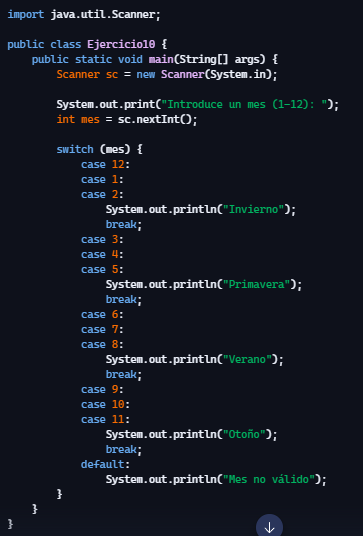 import java.util.Scanner;
public class Ejercicio10 {
    public static void main(String[] args) {
        Scanner sc = new Scanner(System.in);
        System.out.print("Introduce un mes (1-12): ");
        int mes = sc.nextInt();
        switch (mes) {
            case 12:
            case 1:
            case 2:
                System.out.println("Invierno");
                break;
            case 3:
            case 4:
            case 5:
                System.out.println("Primavera");
                break;
            case 6:
            case 7:
            case 8:
                System.out.println("Verano");
                break;
            case 9:
            case 10:
            case 11:
                System.out.println("Otoño");
                break;
            default:
                System.out.println("Mes no válido");
        }
    }
}